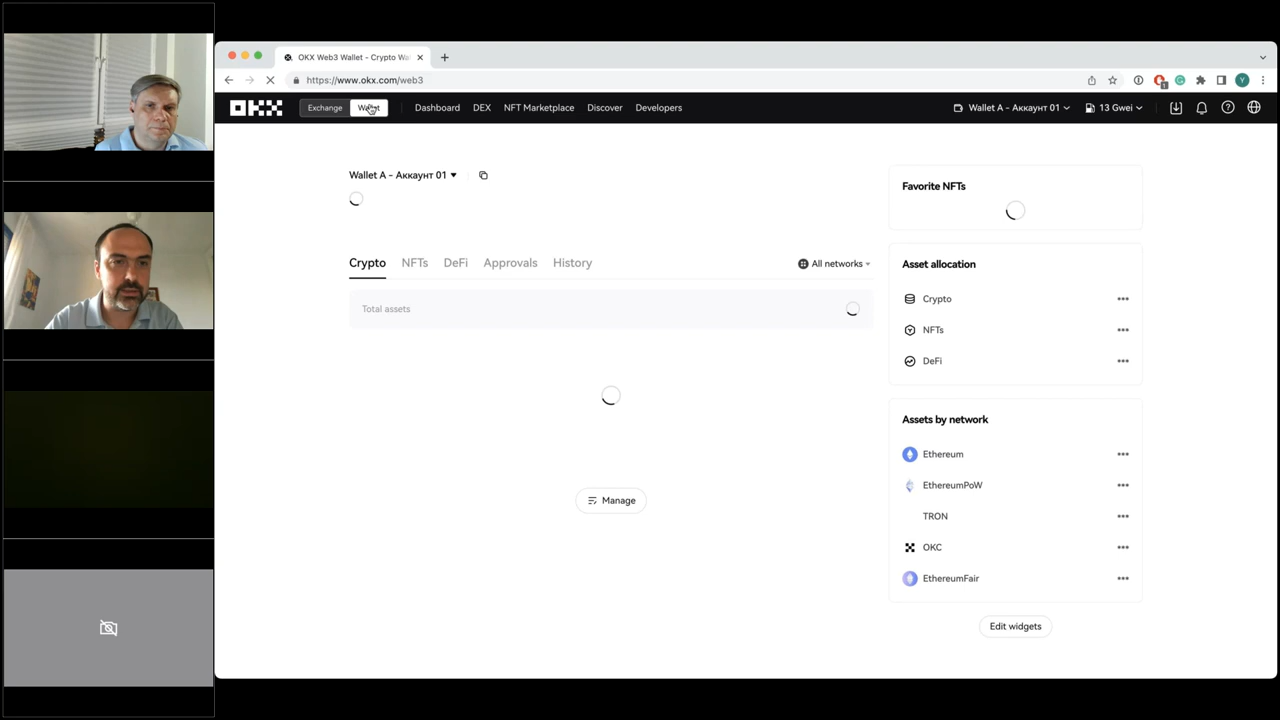 OKX Web3 Wallet - Crypto Wa
https://www.okx.com/web3
Y
OKX
Exchange
Wallet
Dashboard
DEX
NFT Marketplace
Discover
Developers
Wallet A - Аккаунт 01
13 Gwei
Wallet A - Аккаунт 01
Crypto
NFTs
DeFi
Approvals
History
All networks
Total assets
Manage
Favorite NFTs
Asset allocation
Crypto
NFTs
DeFi
Assets by network
Ethereum
EthereumPoW
TRON
OKC
EthereumFair
Edit widgets